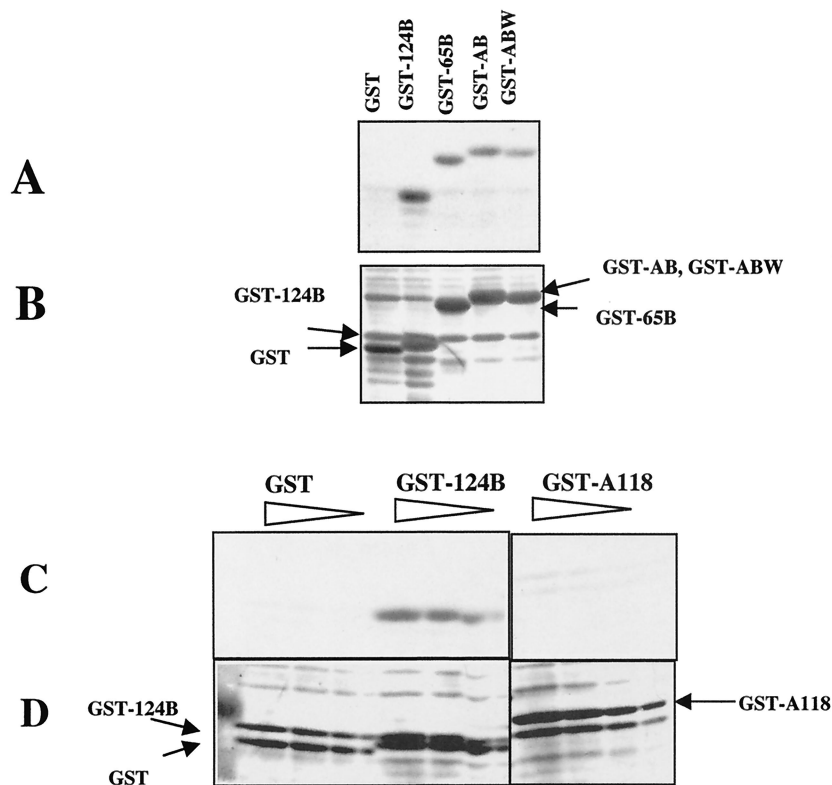 GST
GST-124B
GST-65B
GST-AB
GST-ABW
A
B
GST-124B
GST
GST-AB, GST-ABW
GST-65B
GST
GST-124B
GST-A118
C
D
GST-124B
GST
GST-A118